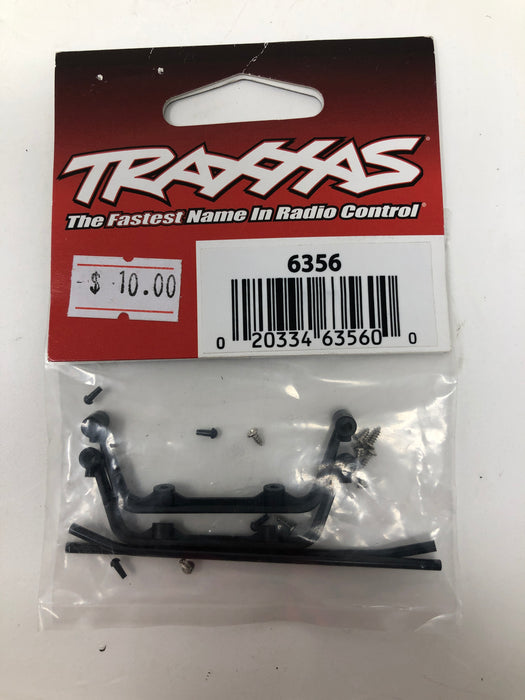 TRAXXAS
The Fastest Name In Radio Control
$ 10.00
6356
0 20334 63560 0